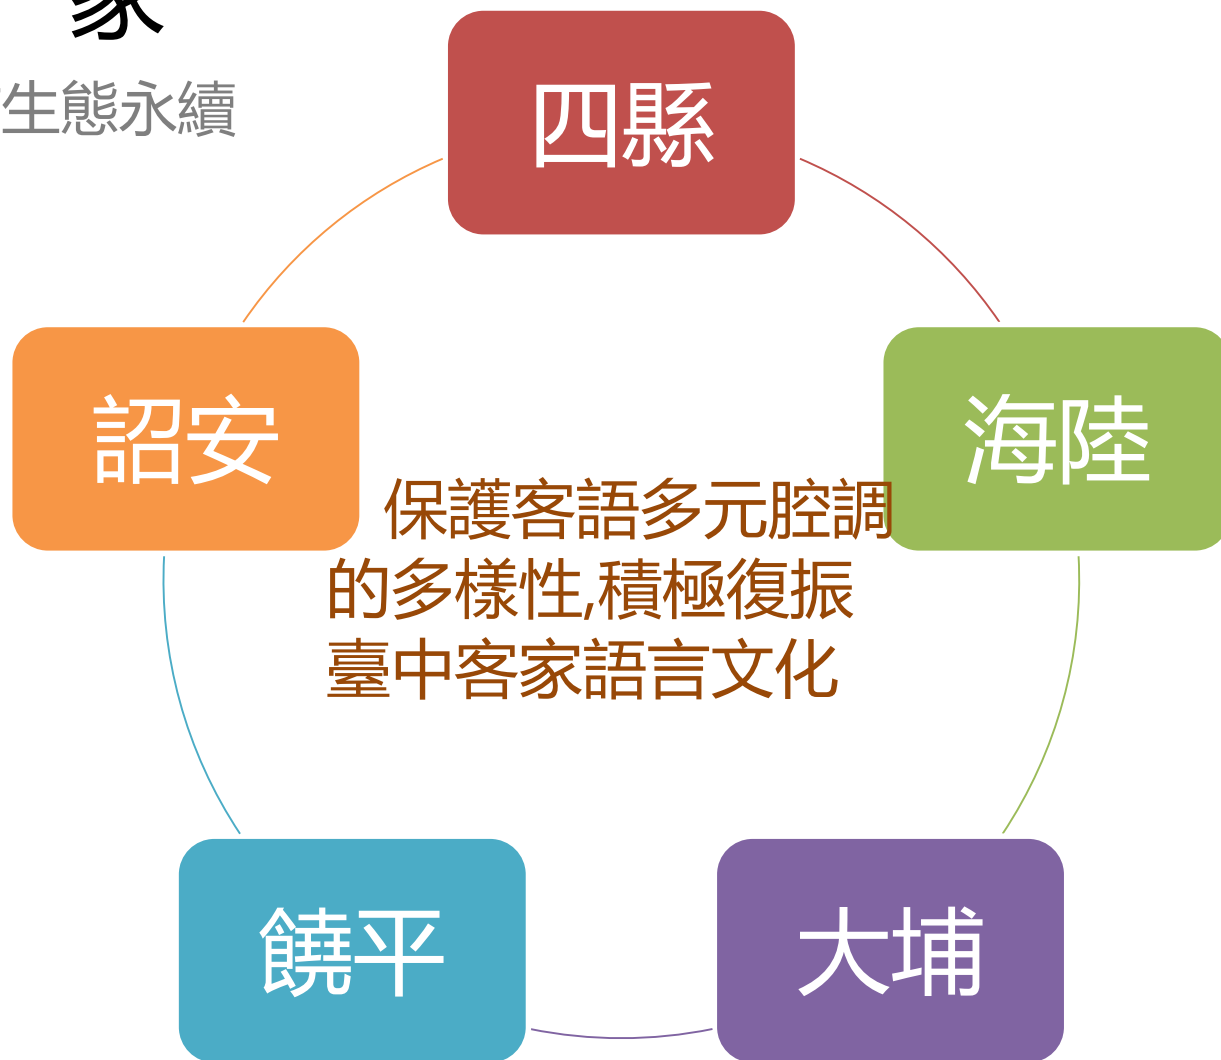 家
生態永續
四縣
詔安
海陸
保護客語多元腔調
的多樣性,積極復振
臺中客家語言文化
饒平
大埔